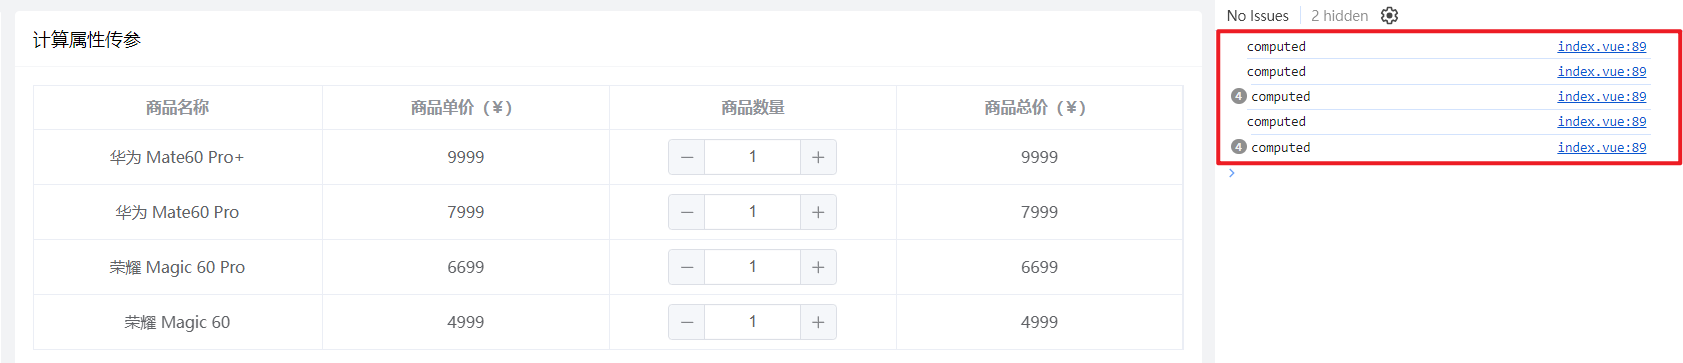 计算属性传参
商品名称 商品单价（¥） 商品数量 商品总价（¥）
华为 Mate60 Pro+ 9999 — 1 + 9999
华为 Mate60 Pro 7999 — 1 + 7999
荣耀 Magic 60 Pro 6699 — 1 + 6699
荣耀 Magic 60 4999 — 1 + 4999
No Issues 2 hidden
computed index.vue:89
computed index.vue:89
4 computed index.vue:89
computed index.vue:89
4 computed index.vue:89